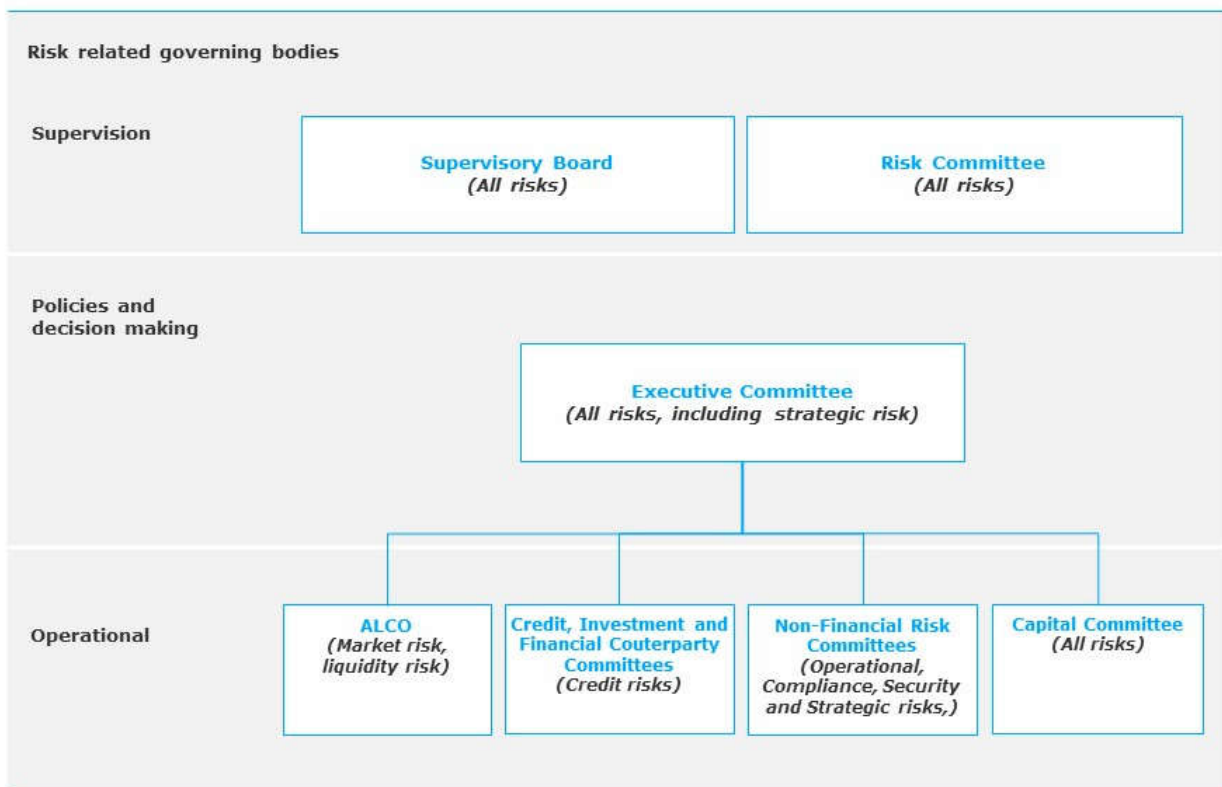 Risk related governing bodies
Supervision
Supervisory Board
(All risks)
Risk Committee
(All risks)
Policies and
decision making
Executive Committee
(All risks, including strategic risk)
Operational
ALCO
(Market risk,
liquidity risk)
Credit, Investment and
Financial Couterparty
Committees
(Credit risks)
Non-Financial Risk
Committees
(Operational,
Compliance, Security
and Strategic risks,)
Capital Committee
(All risks)